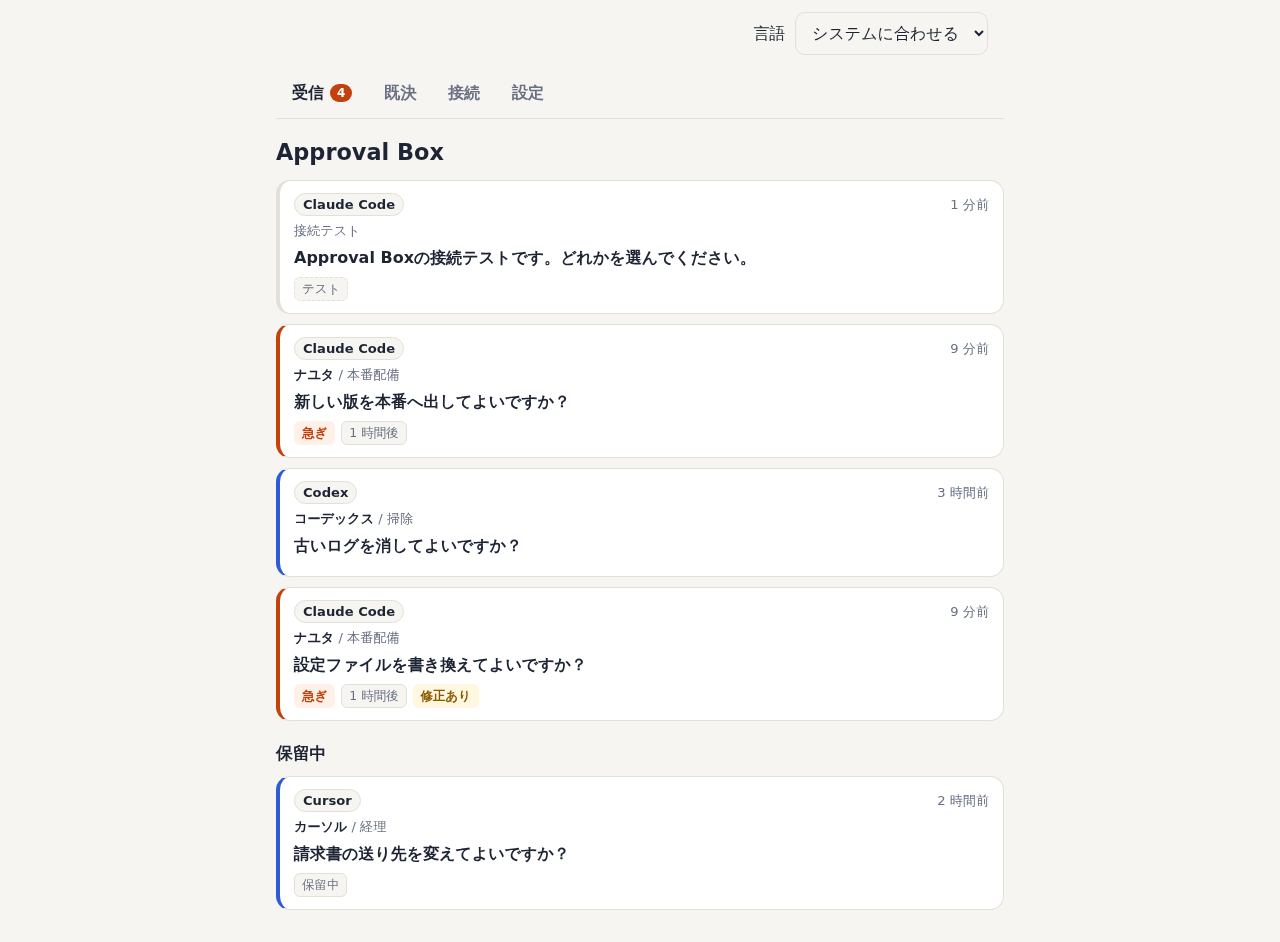 言語 システムに合わせる
受信 4 既決 接続 設定
Approval Box
Claude Code 1 分前
接続テスト
Approval Boxの接続テストです。どれかを選んでください。
テスト
Claude Code 9 分前
ナユタ / 本番配備
新しい版を本番へ出してよいですか？
急ぎ 1 時間後
Codex 3 時間前
コーデックス / 掃除
古いログを消してよいですか？
Claude Code 9 分前
ナユタ / 本番配備
設定ファイルを書き換えてよいですか？
急ぎ 1 時間後 修正あり
保留中
Cursor 2 時間前
カーソル / 経理
請求書の送り先を変えてよいですか？
保留中